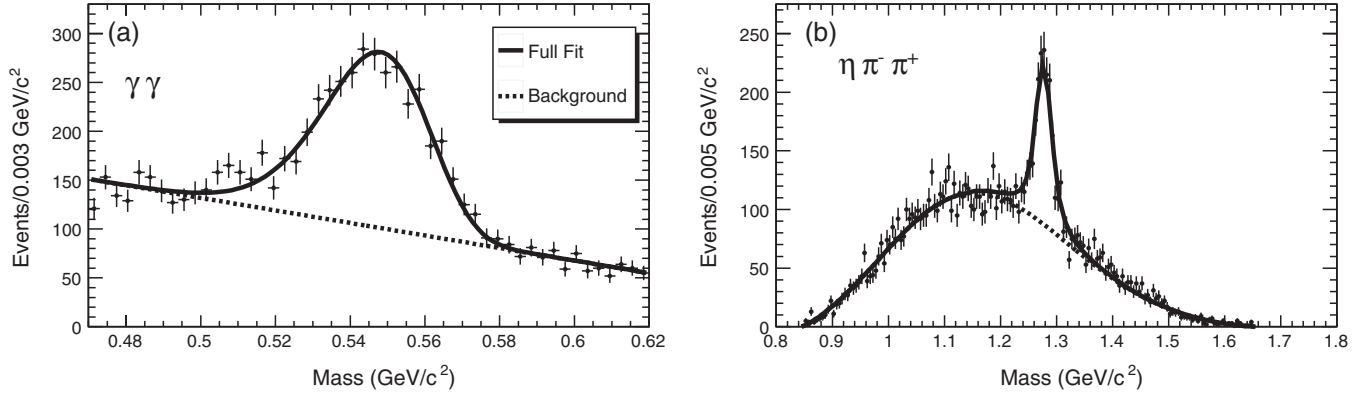 (a)
γ γ
Full Fit
Background
300
250
200
150
100
50
0
Events/0.003 GeV/c²
0.48 0.5 0.52 0.54 0.56 0.58 0.6 0.62
Mass (GeV/c²)
(b)
η π⁻ π⁺
250
200
150
100
50
0
Events/0.005 GeV/c²
0.8 0.9 1 1.1 1.2 1.3 1.4 1.5 1.6 1.7 1.8
Mass (GeV/c²)